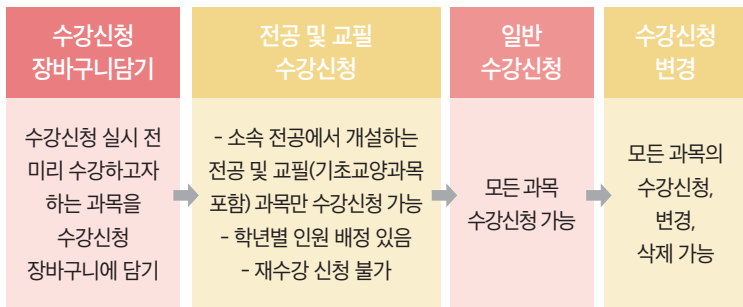 수강신청
장바구니담기
수강신청 실시 전
미리 수강하고자
하는 과목을
수강신청
장바구니에 담기
전공 및 교필
수강신청
- 소속 전공에서 개설하는
전공 및 교필(기초교양과목
포함) 과목만 수강신청 가능
- 학년별 인원 배정 있음
- 재수강 신청 불가
일반
수강신청
모든 과목
수강신청 가능
수강신청
변경
모든 과목의
수강신청,
변경,
삭제 가능